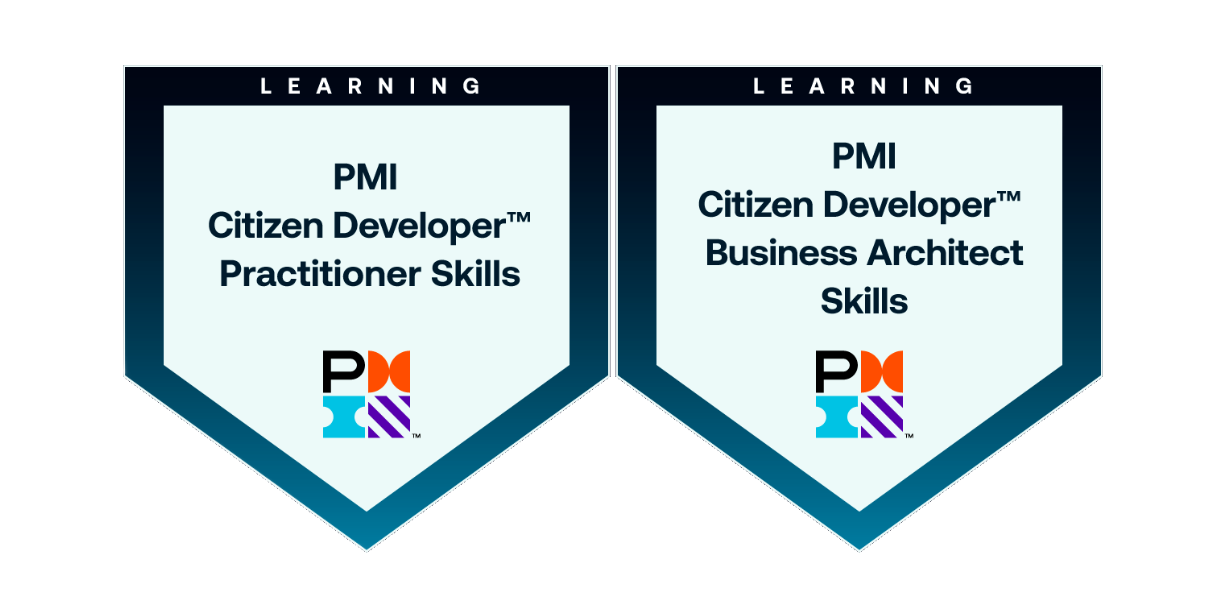 LEARNING
PMI
Citizen Developer™
Practitioner Skills
P
™
LEARNING
PMI
Citizen Developer™
Business Architect
Skills
P
™